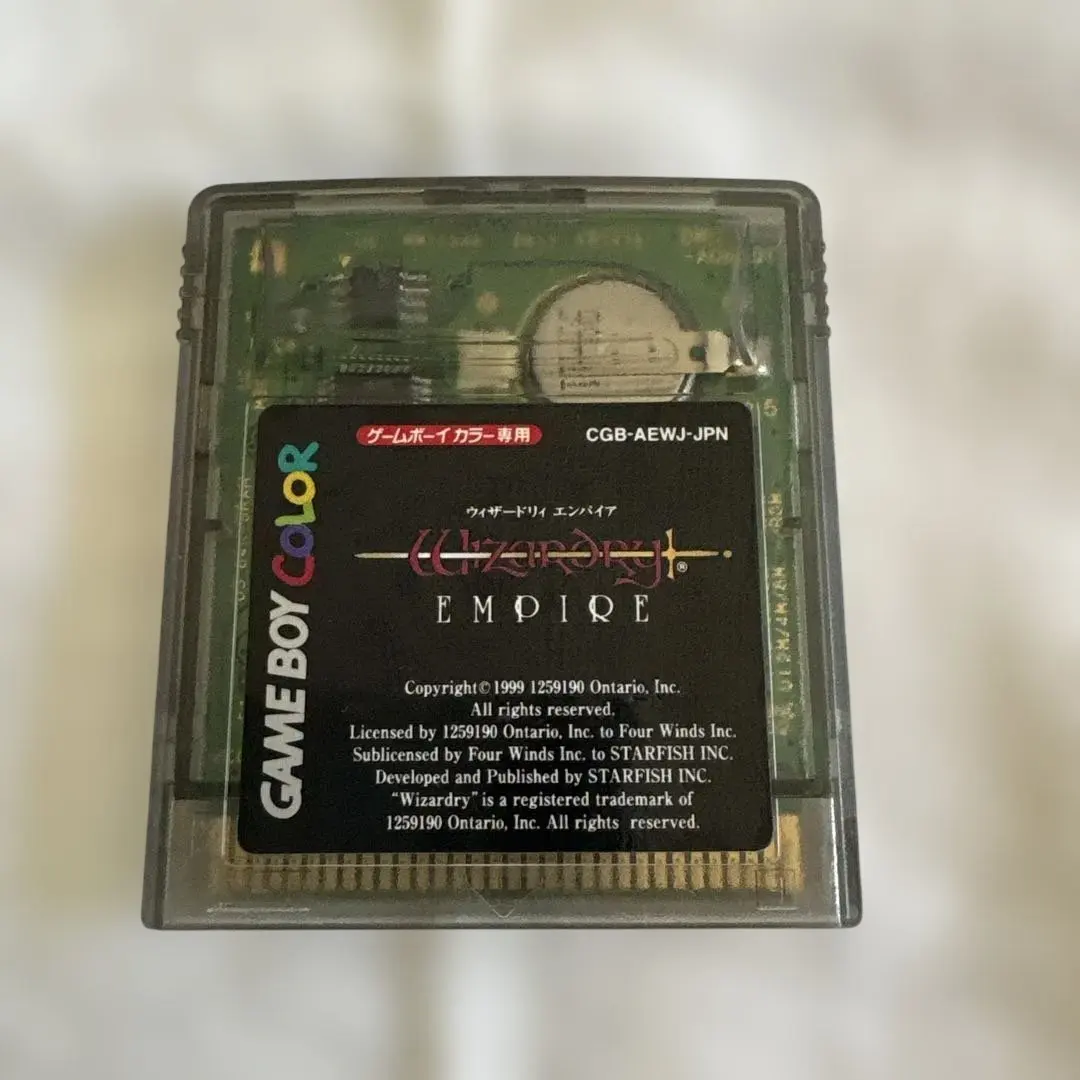 ゲームボーイカラー専用
CGB-AEWJ-JPN
GAME BOY COLOR
ウィザードリィ エンパイア
Wizardry®
EMPIRE
Copyright©1999 1259190 Ontario, Inc.
All rights reserved.
Licensed by 1259190 Ontario, Inc. to Four Winds Inc.
Sublicensed by Four Winds Inc. to STARFISH INC.
Developed and Published by STARFISH INC.
“Wizardry” is a registered trademark of
1259190 Ontario, Inc. All rights reserved.